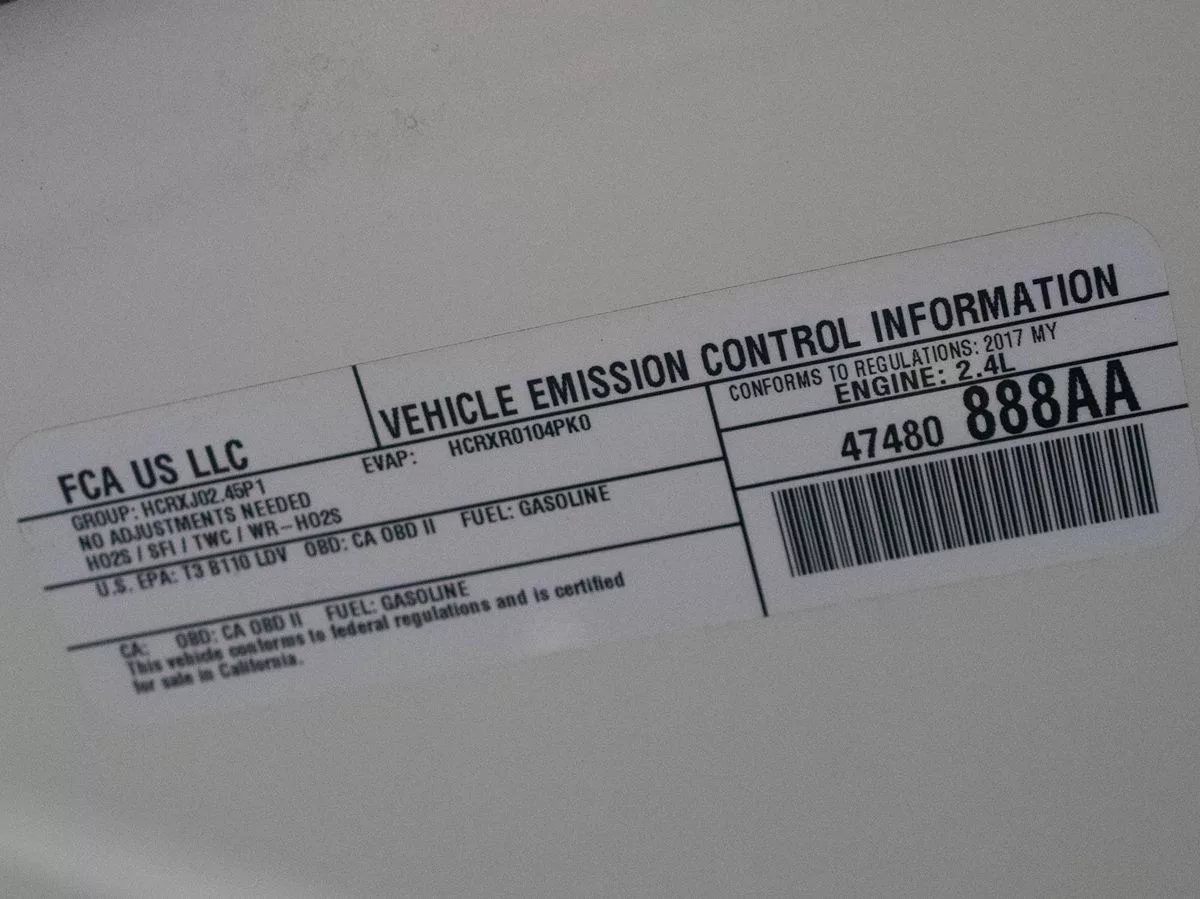 VEHICLE EMISSION CONTROL INFORMATION
FCA US LLC
GROUP: HCRXJ02.45P1
EVAP: HCRXR0104PK0
NO ADJUSTMENTS NEEDED
HO2S / SFI / TWC / WR-HO2S
U.S. EPA: T3 B110 LDV OBD: CA OBD II FUEL: GASOLINE
CA: OBD: CA OBD II FUEL: GASOLINE
This vehicle conforms to federal regulations and is certified
for sale in California.
CONFORMS TO REGULATIONS: 2017 MY
ENGINE: 2.4L
47480 888AA